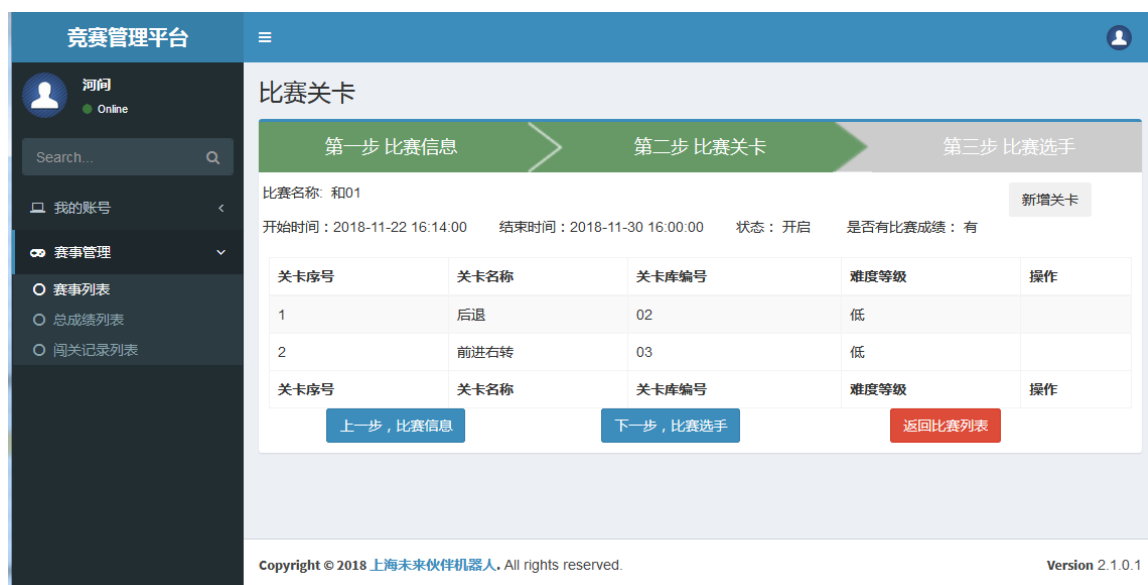 竞赛管理平台
河问
Online
Search...
我的账号
赛事管理
赛事列表
总成绩列表
闯关记录列表
比赛关卡
第一步 比赛信息 第二步 比赛关卡 第三步 比赛选手
比赛名称: 和01 新增关卡
开始时间：2018-11-22 16:14:00 结束时间：2018-11-30 16:00:00 状态： 开启 是否有比赛成绩： 有
关卡序号 关卡名称 关卡库编号 难度等级 操作
1 后退 02 低
2 前进右转 03 低
关卡序号 关卡名称 关卡库编号 难度等级 操作
上一步，比赛信息 下一步，比赛选手 返回比赛列表
Copyright © 2018 上海未来伙伴机器人. All rights reserved. Version 2.1.0.1